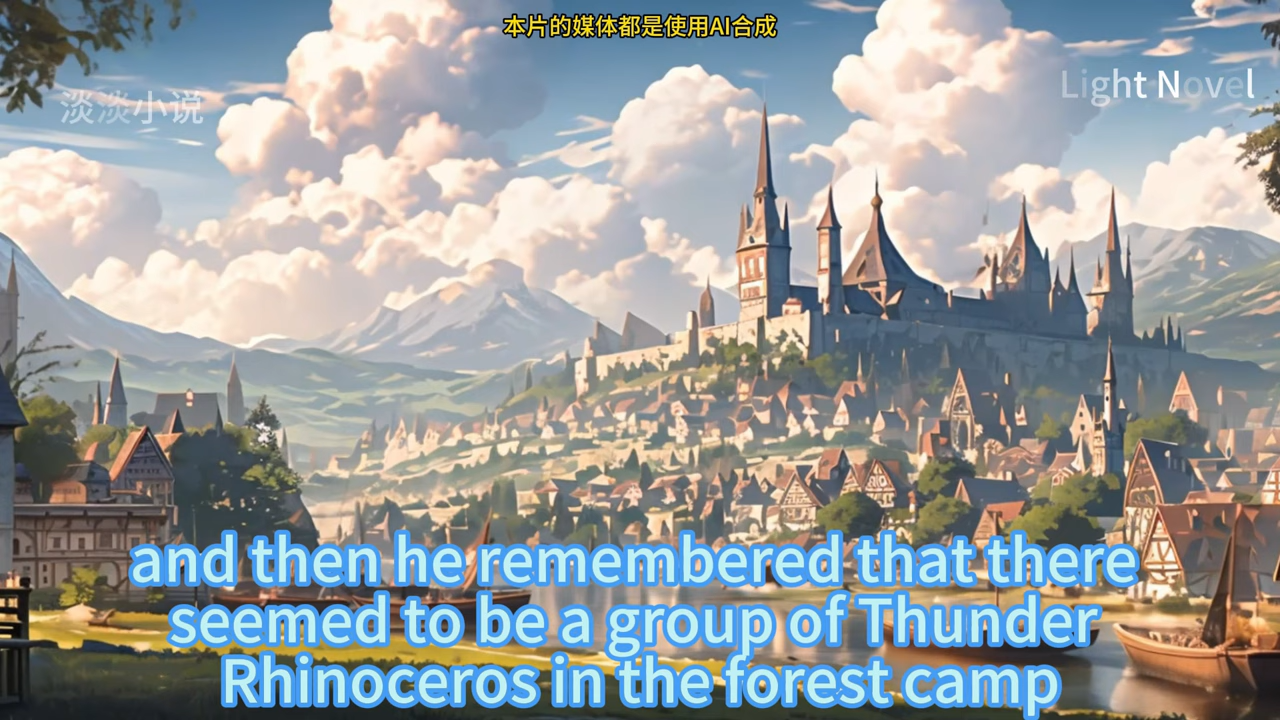 本片的媒体都是使用AI合成
淡淡小说
Light Novel
and then he remembered that there
seemed to be a group of Thunder
Rhinoceros in the forest camp